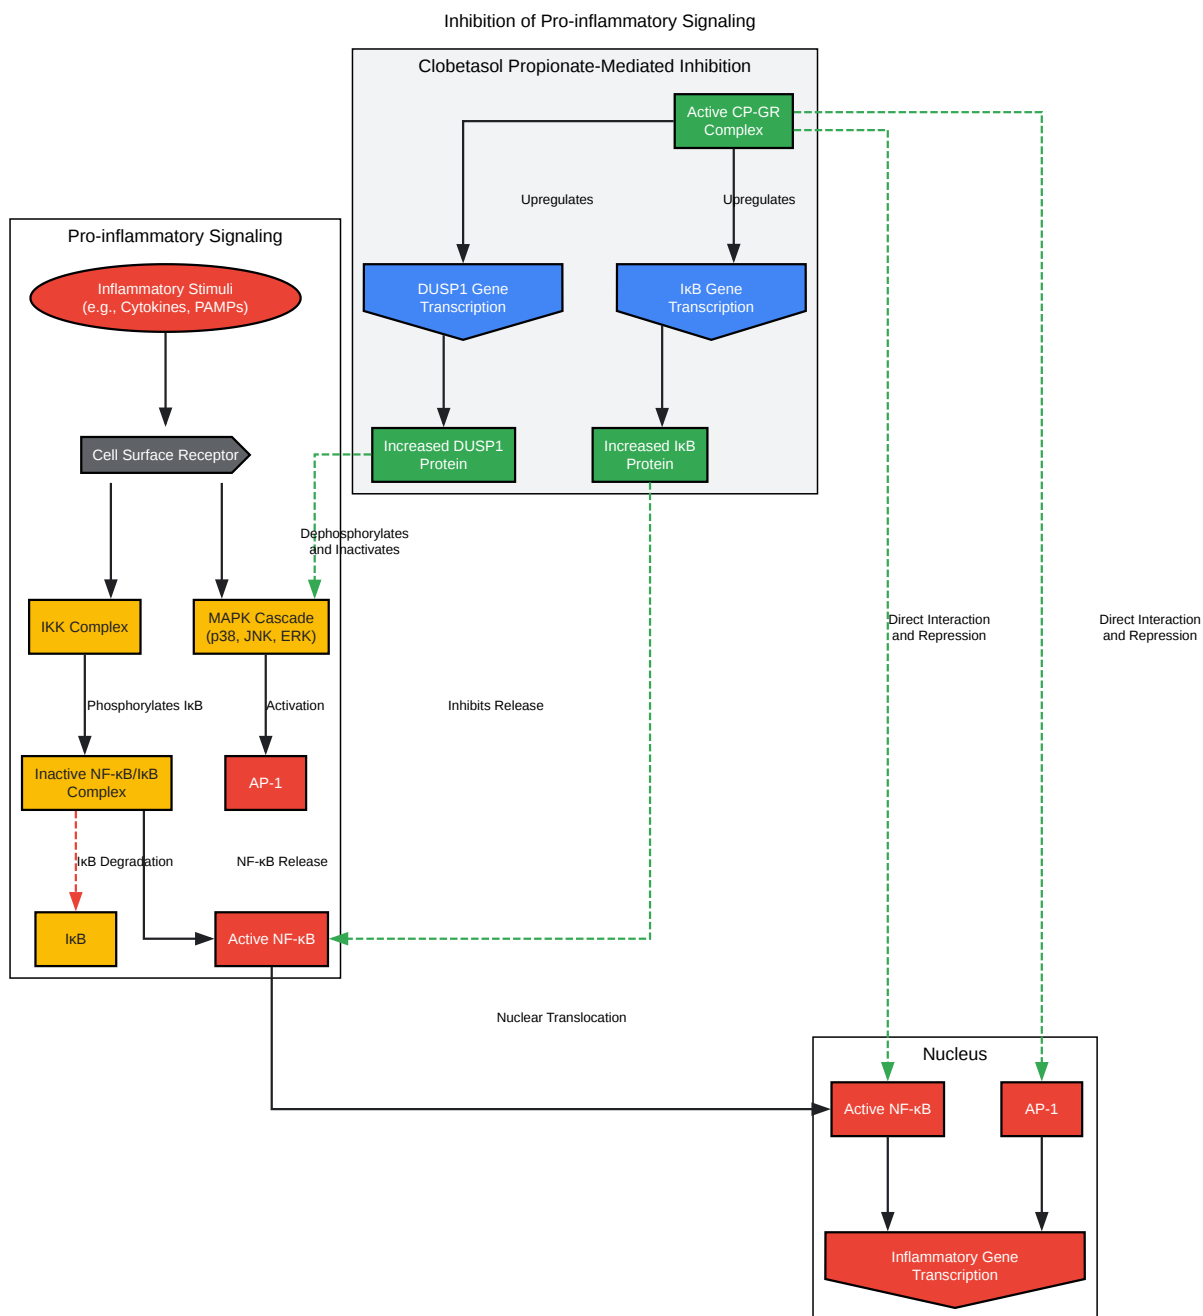 Inhibition of Pro-inflammatory Signaling
Clobetasol Propionate-Mediated Inhibition
Active CP-GR
Complex
Upregulates
Upregulates
DUSP1 Gene
Transcription
IκB Gene
Transcription
Increased DUSP1
Protein
Increased IκB
Protein
Pro-inflammatory Signaling
Inflammatory Stimuli
(e.g., Cytokines, PAMPs)
Cell Surface Receptor
Dephosphorylates
and Inactivates
IKK Complex
MAPK Cascade
(p38, JNK, ERK)
Direct Interaction
and Repression
Direct Interaction
and Repression
Phosphorylates IκB
Activation
Inhibits Release
Inactive NF-κB/IκB
Complex
AP-1
IκB Degradation
NF-κB Release
IκB
Active NF-κB
Nuclear Translocation
Nucleus
Active NF-κB
AP-1
Inflammatory Gene
Transcription